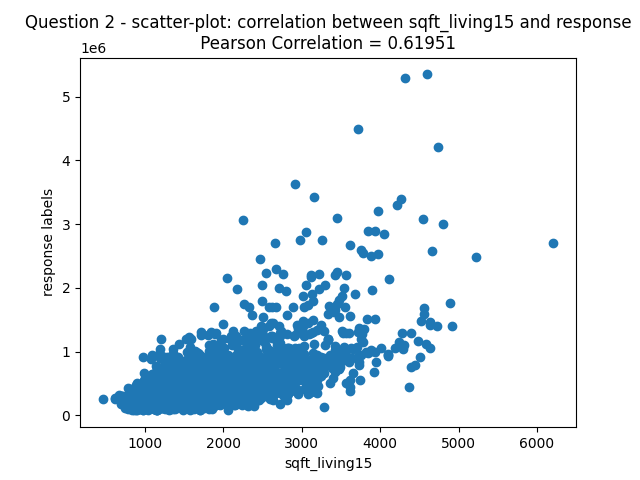 Question 2 - scatter-plot: correlation between sqft_living15 and response
Pearson Correlation = 0.61951
1e6
5
4
3
2
1
0
response labels
1000 2000 3000 4000 5000 6000
sqft_living15